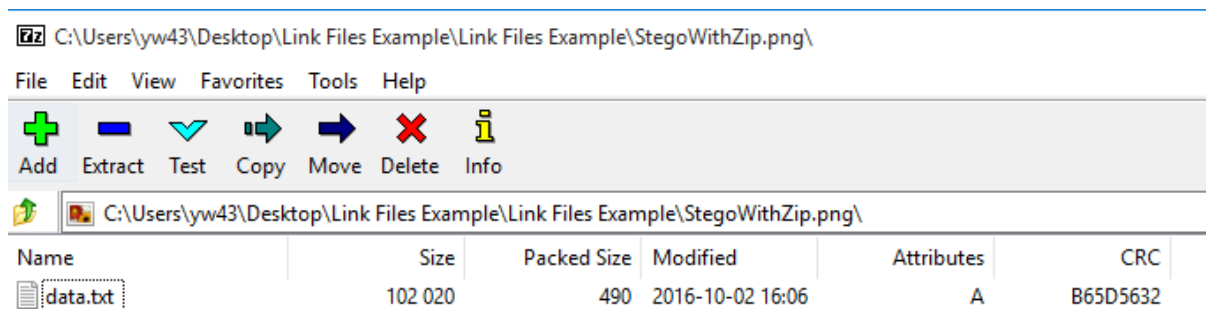 C:\Users\yw43\Desktop\Link Files Example\Link Files Example\StegoWithZip.png\
File Edit View Favorites Tools Help
Add Extract Test Copy Move Delete Info
C:\Users\yw43\Desktop\Link Files Example\Link Files Example\StegoWithZip.png\
Name Size Packed Size Modified Attributes CRC
data.txt 102 020 490 2016-10-02 16:06 A B65D5632